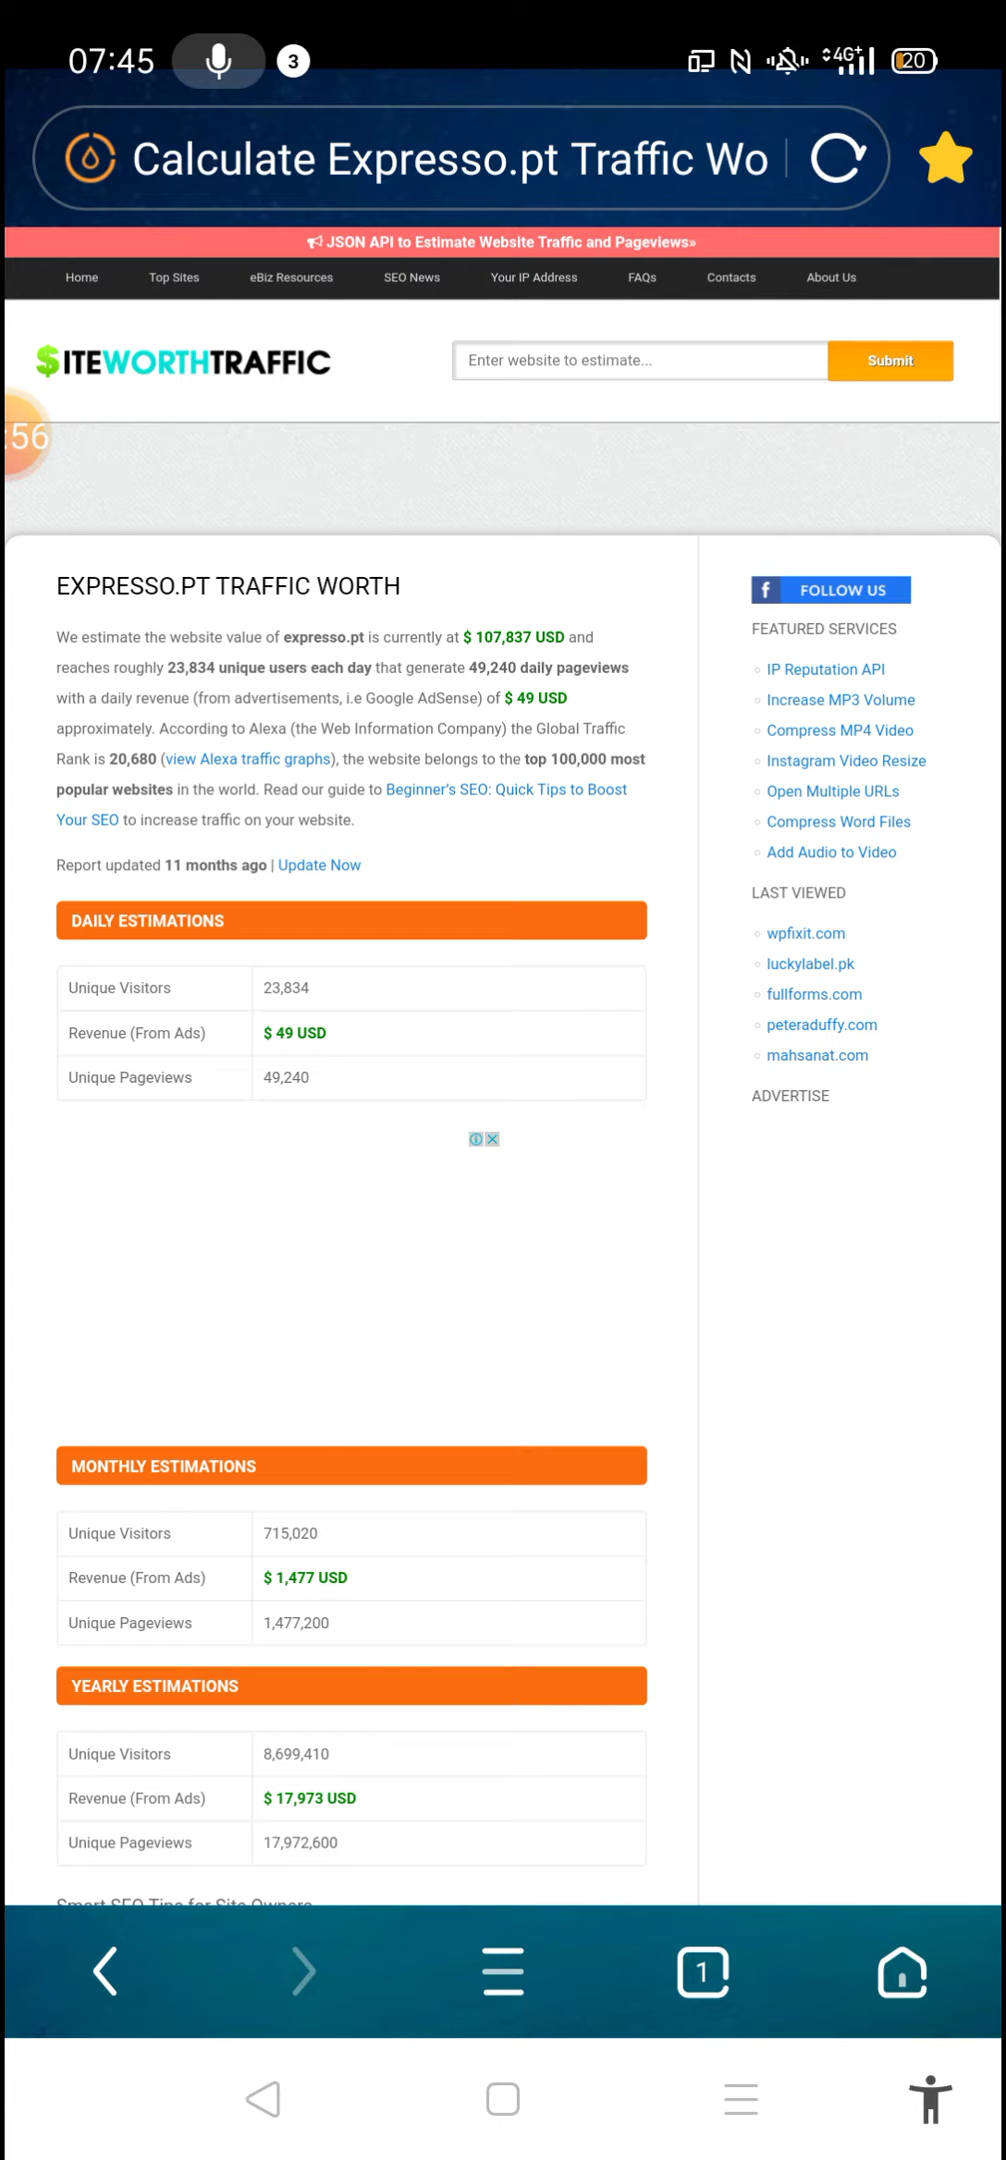 07:45
3
4G+
20
Calculate Expresso.pt Traffic Wo
JSON API to Estimate Website Traffic and Pageviews»
Home Top Sites eBiz Resources SEO News Your IP Address FAQs Contacts About Us
$ITEWORTHTRAFFIC
Enter website to estimate...
Submit
:56
EXPRESSO.PT TRAFFIC WORTH
We estimate the website value of expresso.pt is currently at $ 107,837 USD and
reaches roughly 23,834 unique users each day that generate 49,240 daily pageviews
with a daily revenue (from advertisements, i.e Google AdSense) of $ 49 USD
approximately. According to Alexa (the Web Information Company) the Global Traffic
Rank is 20,680 (view Alexa traffic graphs), the website belongs to the top 100,000 most
popular websites in the world. Read our guide to Beginner's SEO: Quick Tips to Boost
Your SEO to increase traffic on your website.
Report updated 11 months ago | Update Now
DAILY ESTIMATIONS
Unique Visitors 23,834
Revenue (From Ads) $ 49 USD
Unique Pageviews 49,240
MONTHLY ESTIMATIONS
Unique Visitors 715,020
Revenue (From Ads) $ 1,477 USD
Unique Pageviews 1,477,200
YEARLY ESTIMATIONS
Unique Visitors 8,699,410
Revenue (From Ads) $ 17,973 USD
Unique Pageviews 17,972,600
Smart SEO Tips for Site Owners
f FOLLOW US
FEATURED SERVICES
IP Reputation API
Increase MP3 Volume
Compress MP4 Video
Instagram Video Resize
Open Multiple URLs
Compress Word Files
Add Audio to Video
LAST VIEWED
wpfixit.com
luckylabel.pk
fullforms.com
peteraduffy.com
mahsanat.com
ADVERTISE
1